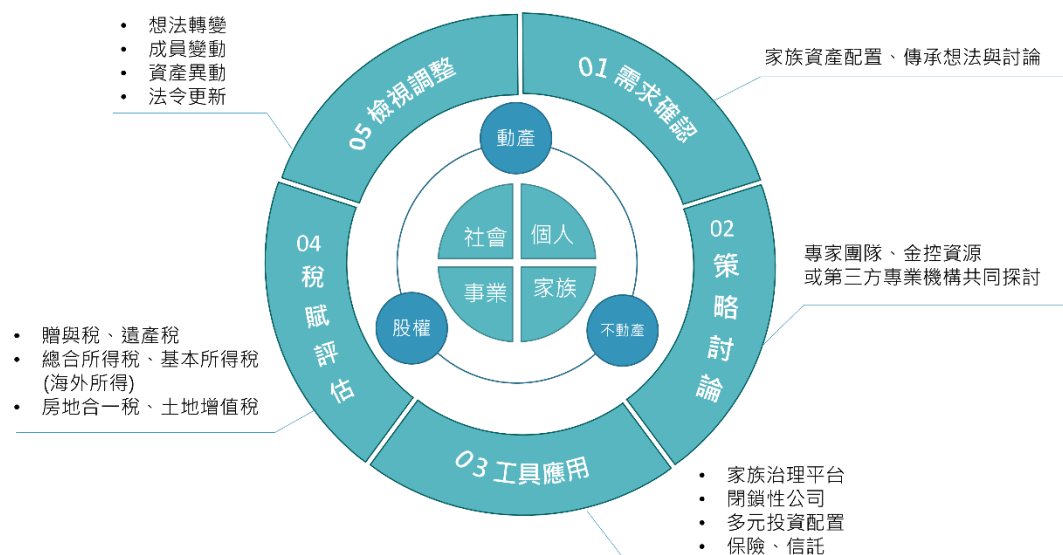 • 想法轉變
• 成員變動
• 資產異動
• 法令更新
05 檢視調整
01 需求確認
家族資產配置、傳承想法與討論
動產
社會
個人
事業
家族
股權
不動產
02
策略討論
專家團隊、金控資源
或第三方專業機構共同探討
04
稅賦評估
• 贈與稅、遺產稅
• 總合所得稅、基本所得稅
(海外所得)
• 房地合一稅、土地增值稅
03 工具應用
• 家族治理平台
• 閉鎖性公司
• 多元投資配置
• 保險、信託